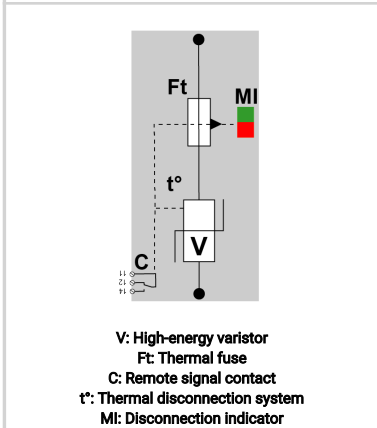 Ft
MI
t°
V
C
11
12
14
V: High-energy varistor
Ft: Thermal fuse
C: Remote signal contact
t°: Thermal disconnection system
MI: Disconnection indicator